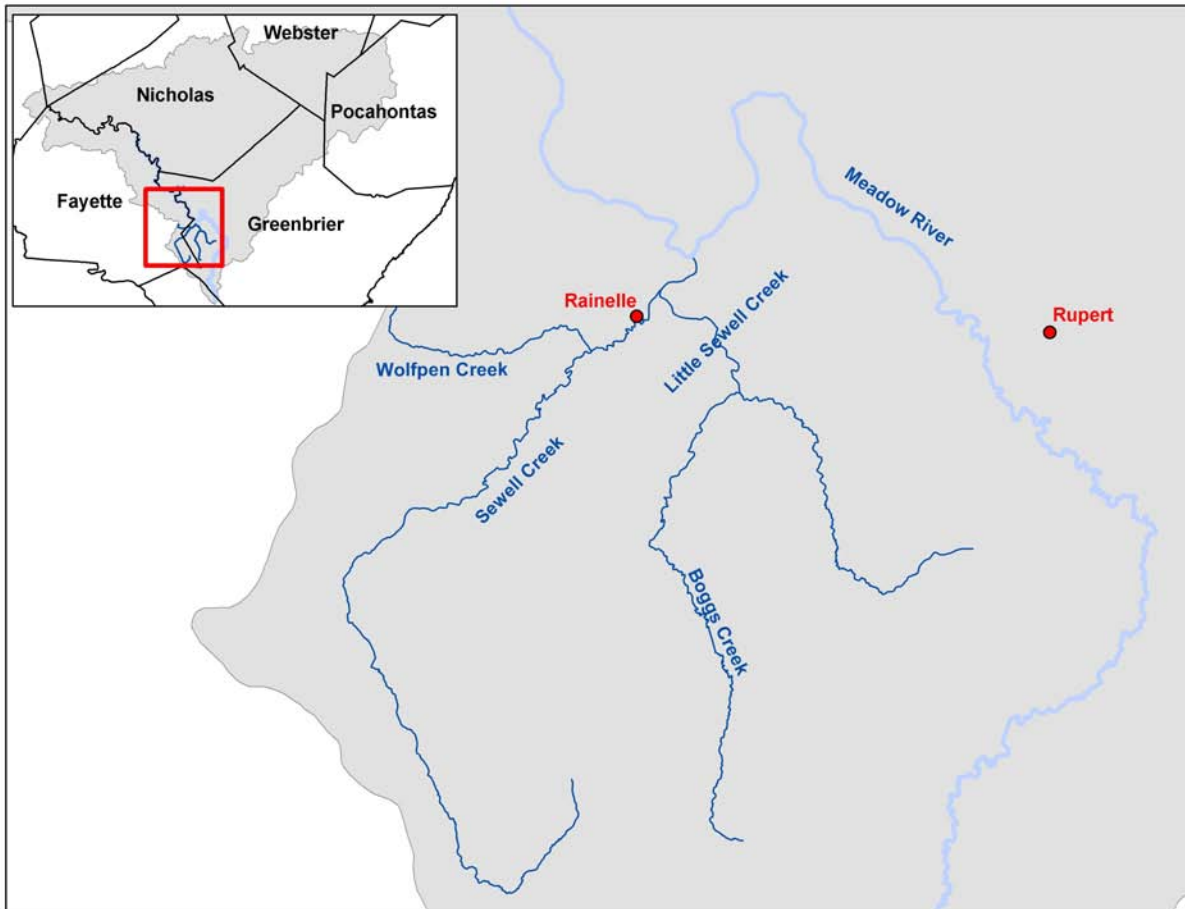 Webster
Nicholas
Pocahontas
Fayette
Greenbrier
Meadow River
Rainelle
Little Sewell Creek
Rupert
Wolfpen Creek
Sewell Creek
Boggs Creek